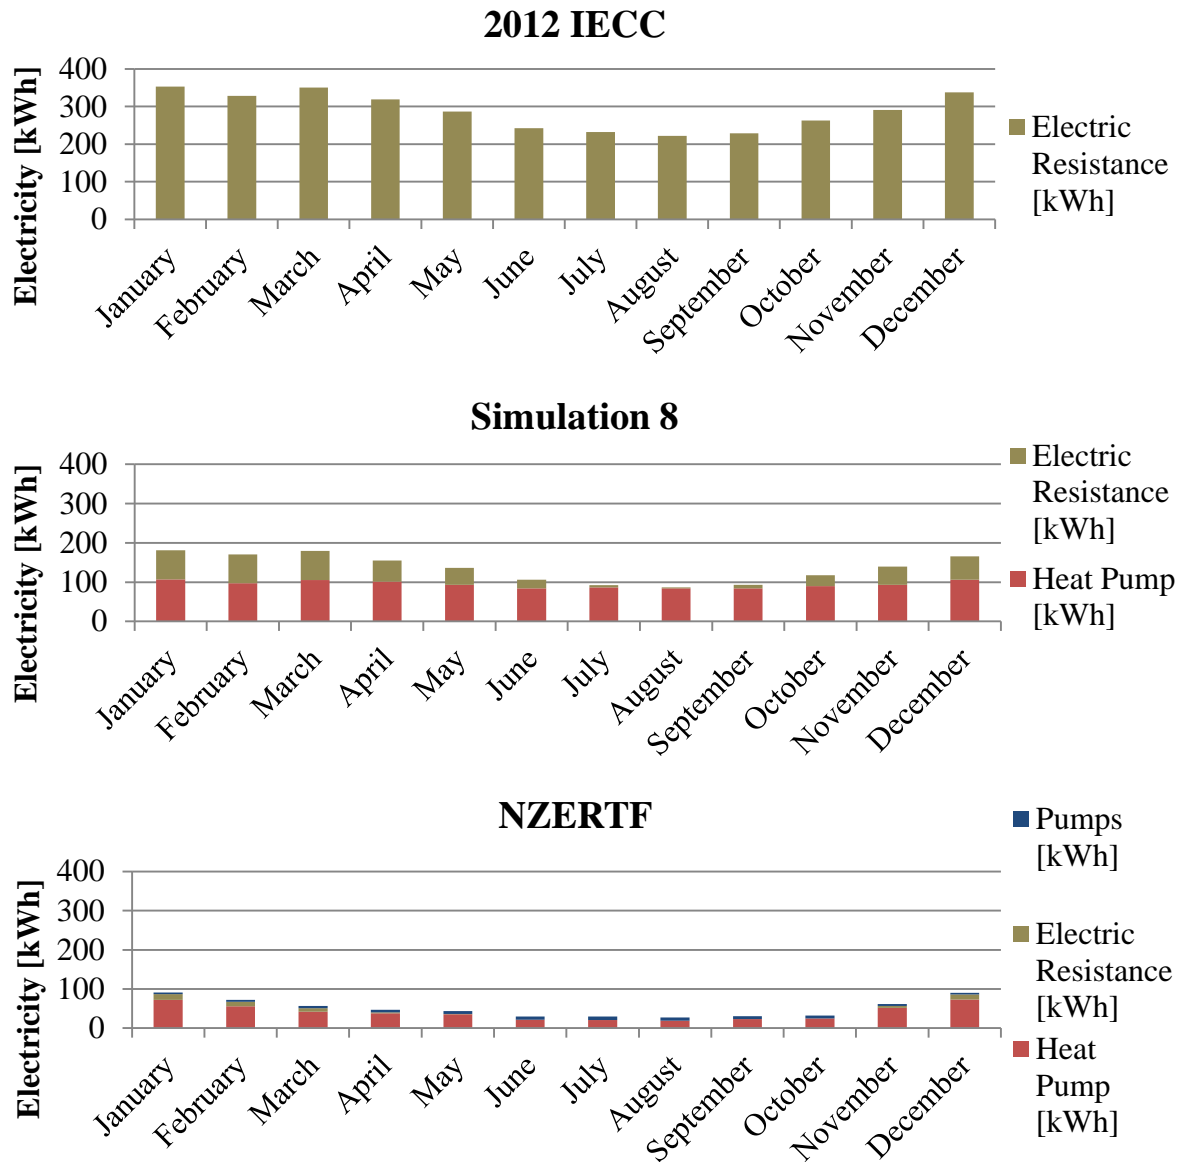 2012 IECC
Electricity [kWh]
400
300
200
100
0
January
February
March
April
May
June
July
August
September
October
November
December
Electric
Resistance
[kWh]
Simulation 8
Electricity [kWh]
400
300
200
100
0
January
February
March
April
May
June
July
August
September
October
November
December
Electric
Resistance
[kWh]
Heat Pump
[kWh]
NZERTF
Electricity [kWh]
400
300
200
100
0
January
February
March
April
May
June
July
August
September
October
November
December
Pumps
[kWh]
Electric
Resistance
[kWh]
Heat
Pump
[kWh]